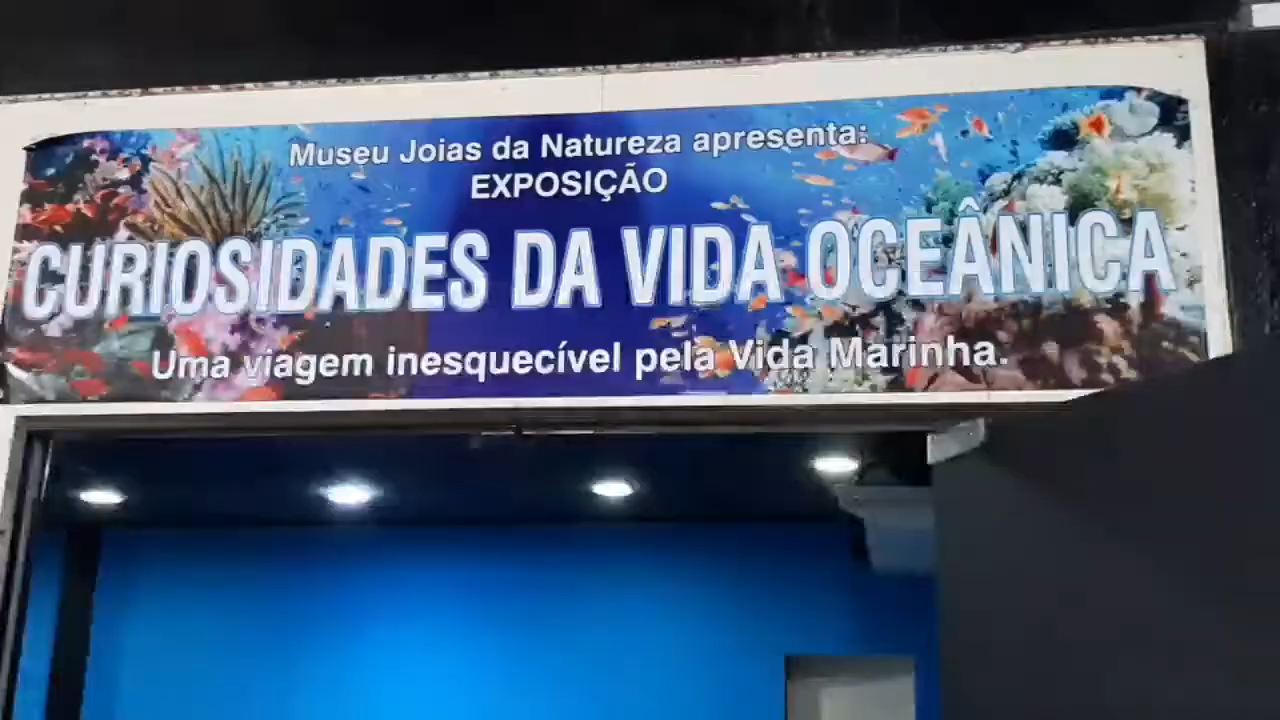 Museu Joias da Natureza apresenta:
EXPOSIÇÃO
CURIOSIDADES DA VIDA OCEÂNICA
Uma viagem inesquecível pela Vida Marinha.